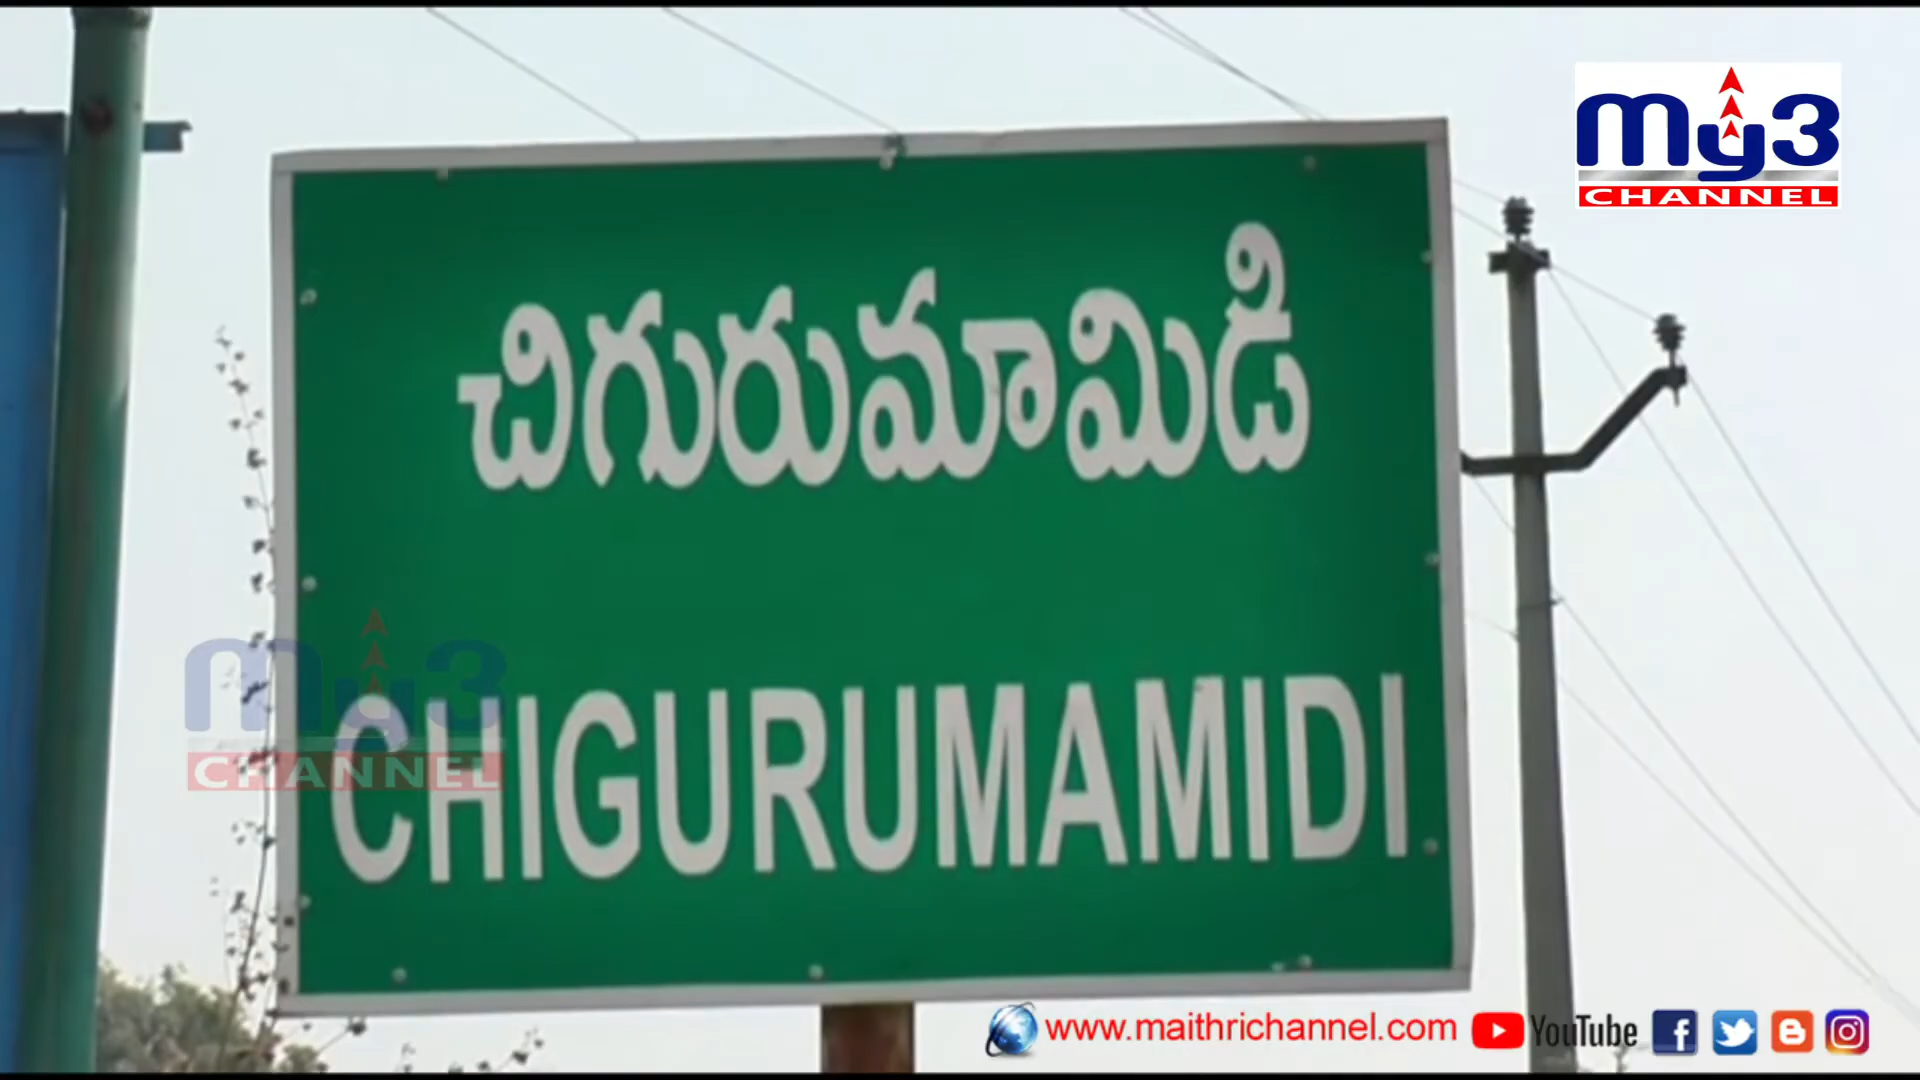 my3
CHANNEL
చిగురుమామిడి
my3
CHANNEL
CHIGURUMAMIDI
www.maithrichannel.com YouTube